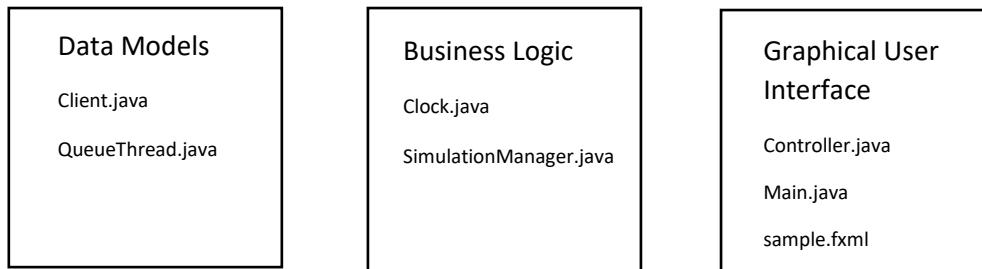 Data Models
Client.java
QueueThread.java
Business Logic
Clock.java
SimulationManager.java
Graphical User
Interface
Controller.java
Main.java
sample.fxml